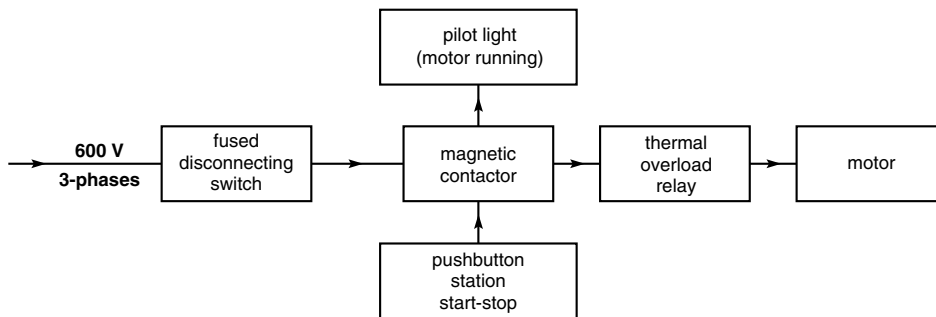 pilot light
(motor running)
600 V
3-phases
fused
disconnecting
switch
magnetic
contactor
thermal
overload
relay
motor
pushbutton
station
start-stop